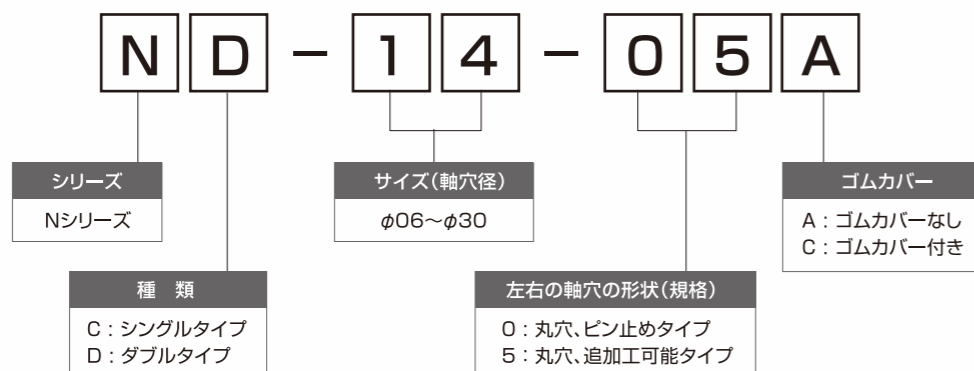 ND-14-05A
シリーズ
Nシリーズ
サイズ(軸穴径)
φ06〜φ30
ゴムカバー
A：ゴムカバーなし
C：ゴムカバー付き
種　類
C：シングルタイプ
D：ダブルタイプ
左右の軸穴の形状(規格)
0：丸穴、ピン止めタイプ
5：丸穴、追加工可能タイプ